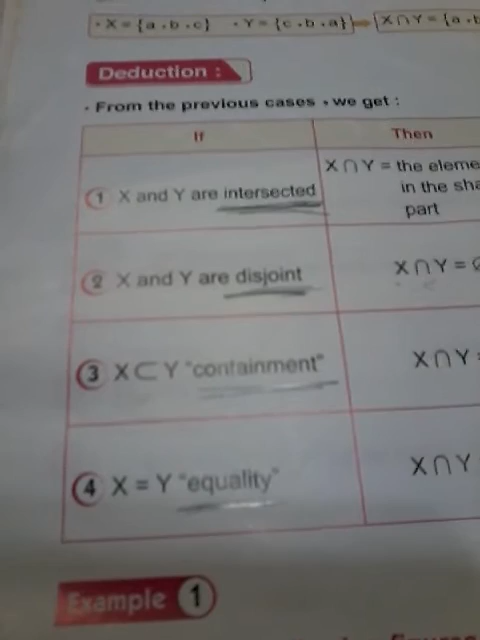 • X = {a , b , c} • Y = {c , b , a} X ∩ Y = {a , b
Deduction :
• From the previous cases , we get :
If Then
1 X and Y are intersected X ∩ Y = the eleme
in the sha
part
2 X and Y are disjoint X ∩ Y =
3 X ⊂ Y "containment" X ∩ Y =
4 X = Y "equality" X ∩ Y
Example 1